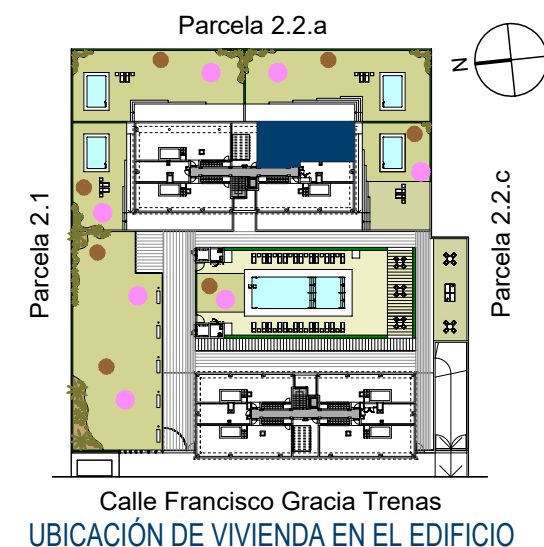 Parcela 2.2.a
N
Parcela 2.1
Parcela 2.2.c
Calle Francisco Gracia Trenas
UBICACIÓN DE VIVIENDA EN EL EDIFICIO